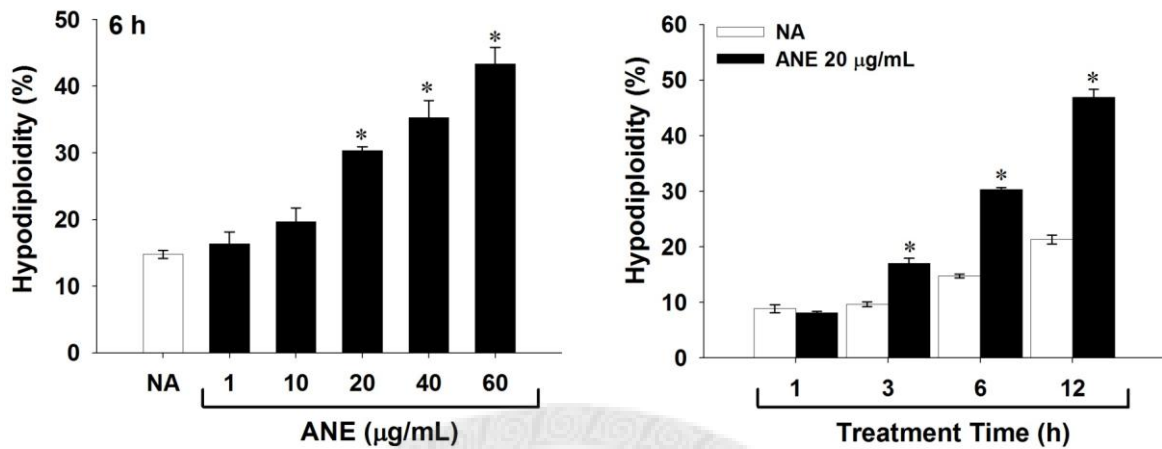 6 h
Hypodiploidity (%)
50
40
30
20
10
0
*
*
*
NA 1 10 20 40 60
ANE (μg/mL)
NA
ANE 20 μg/mL
Hypodiploidity (%)
60
50
40
30
20
10
0
*
*
*
1 3 6 12
Treatment Time (h)